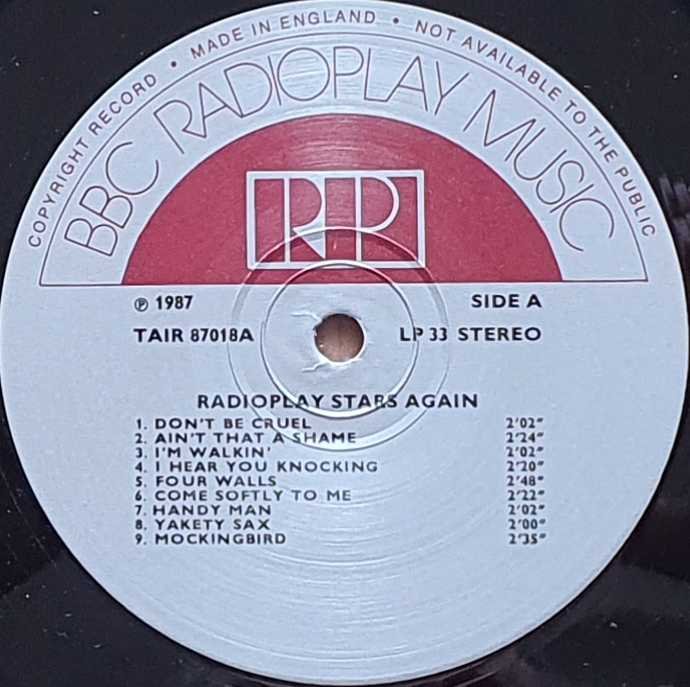 COPYRIGHT RECORD • MADE IN ENGLAND • NOT AVAILABLE TO THE PUBLIC
BBC RADIOPLAY MUSIC
RPR
℗ 1987
SIDE A
TAIR 87018A
LP 33 STEREO
RADIOPLAY STARS AGAIN
1. DON'T BE CRUEL 2'02"
2. AIN'T THAT A SHAME 2'24"
3. I'M WALKIN' 2'02"
4. I HEAR YOU KNOCKING 2'20"
5. FOUR WALLS 2'48"
6. COME SOFTLY TO ME 2'22"
7. HANDY MAN 2'02"
8. YAKETY SAX 2'00"
9. MOCKINGBIRD 2'35"